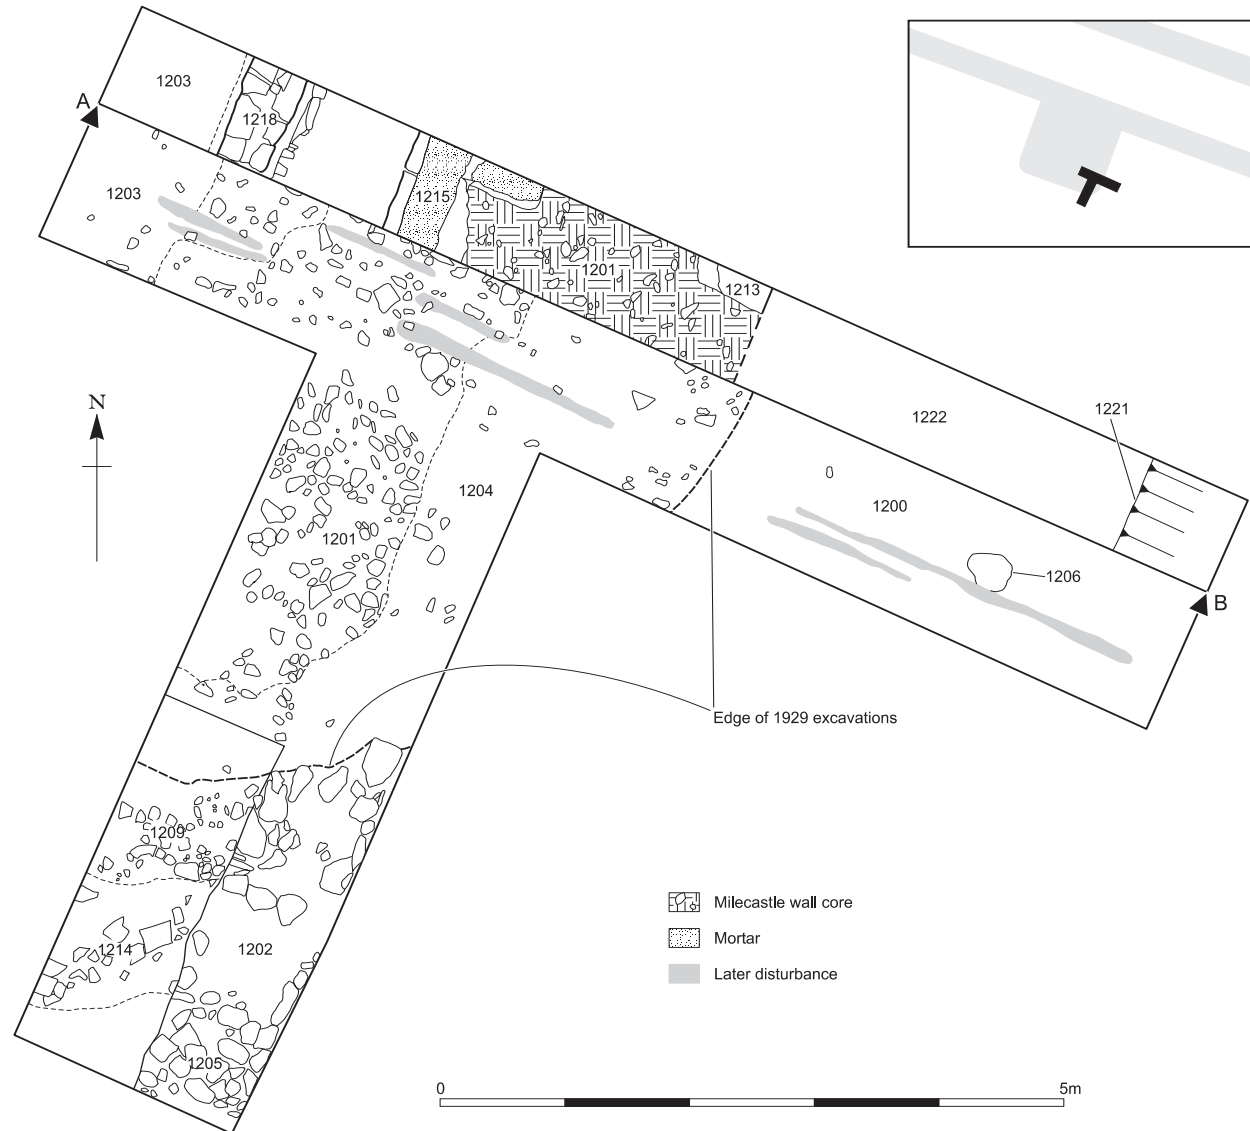 1203
A
1218
1203
1215
1201
1213
N
1221
1222
1204
1200
1201
1206
B
Edge of 1929 excavations
1209
Milecastle wall core
Mortar
1214
1202
Later disturbance
1205
0
5m